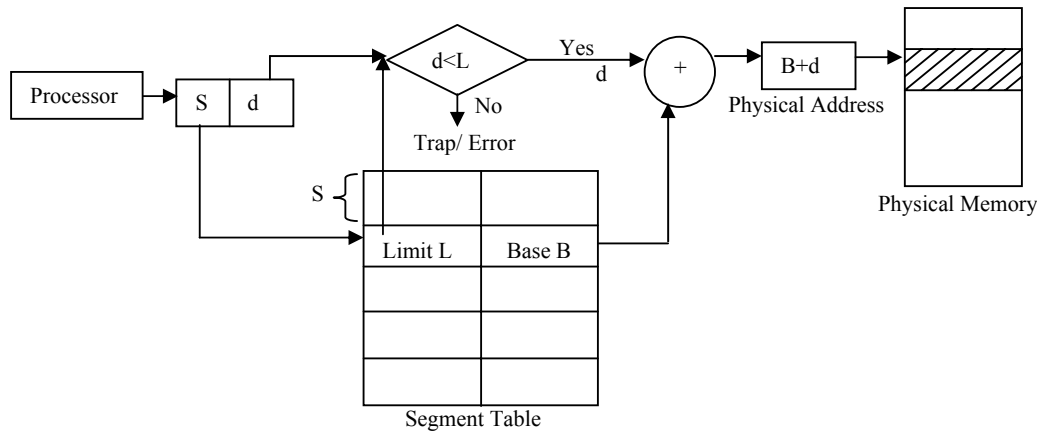 Processor
S d
d<L
Yes
d
No
Trap/ Error
+
B+d
Physical Address
Physical Memory
S
Limit L Base B
Segment Table